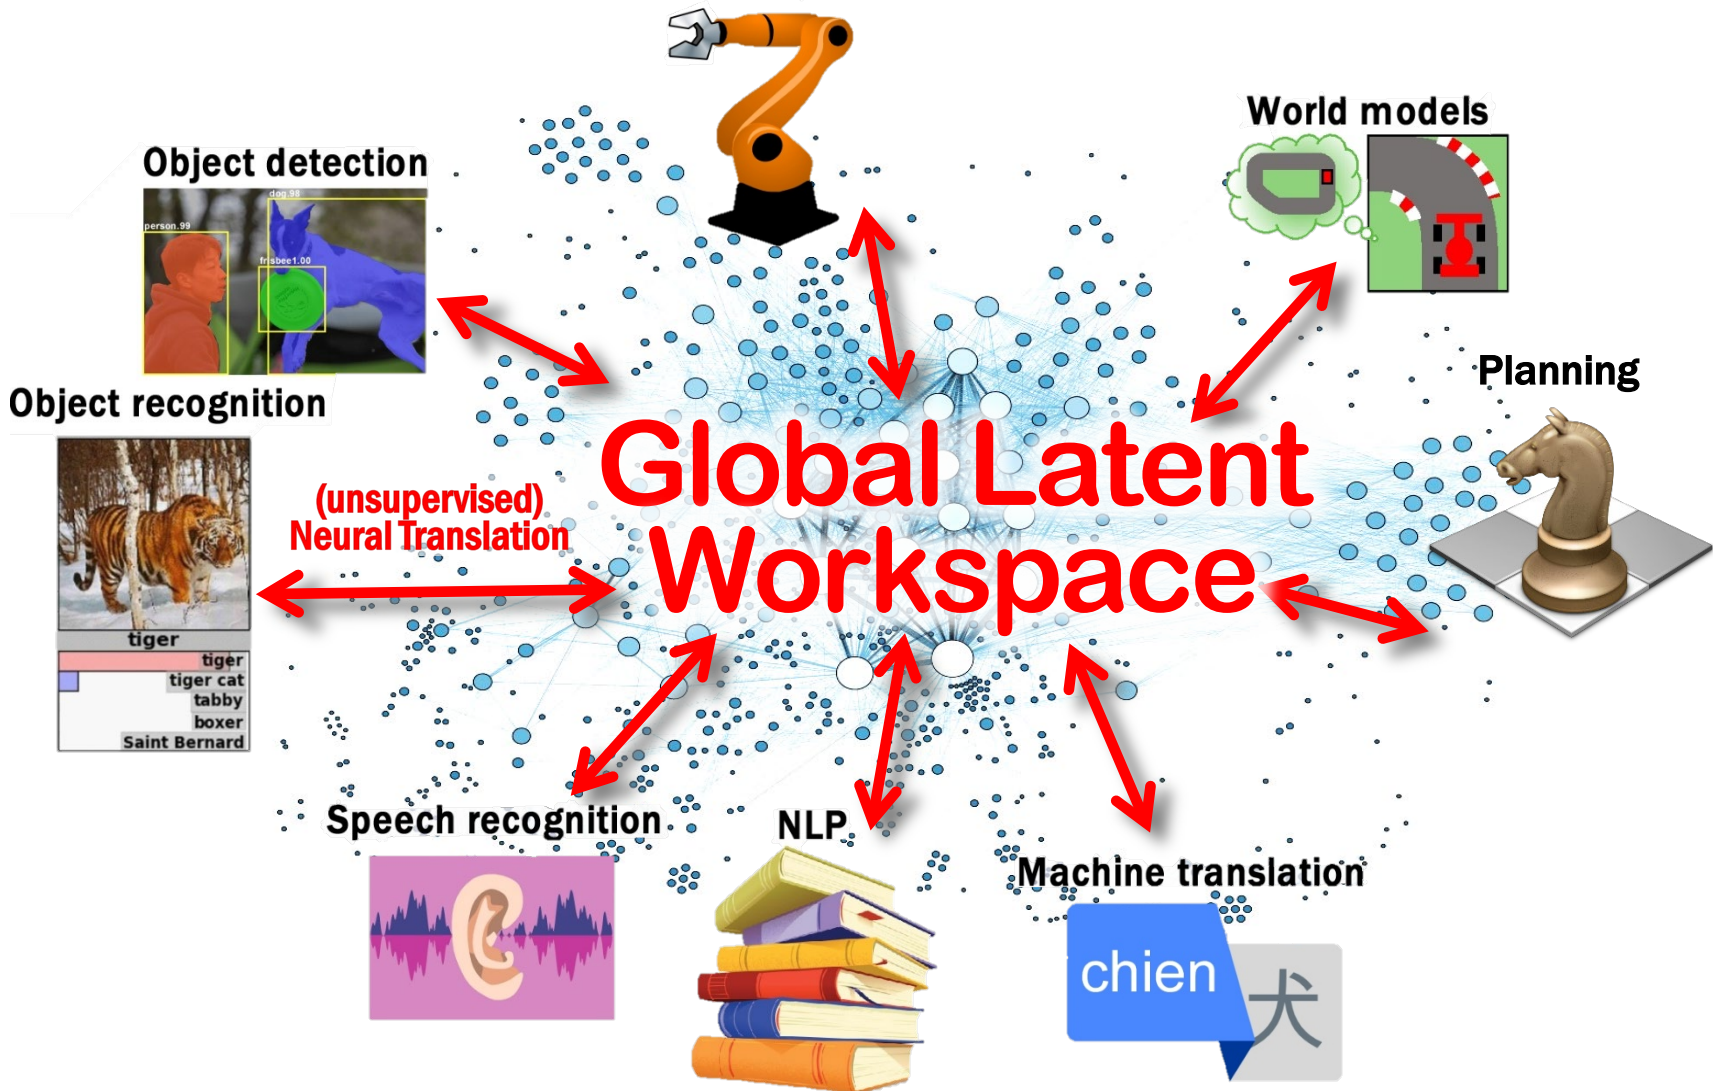 World models
Object detection
dog.98
person.99
frisbee1.00
Planning
Object recognition
Global Latent
Workspace
(unsupervised)
Neural Translation
tiger
tiger
tiger cat
tabby
boxer
Saint Bernard
Speech recognition
NLP
Machine translation
chien
犬